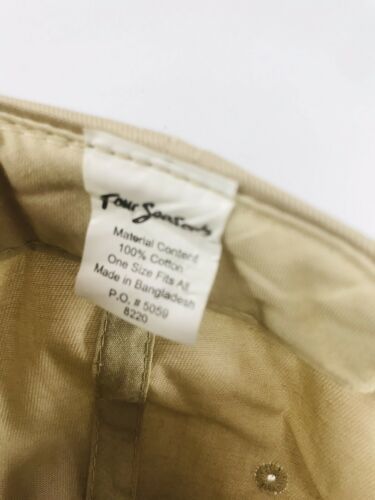 Four Seasons
Material Content
100% Cotton
One Size Fits All
Made in Bangladesh
P.O. # 5059
8220